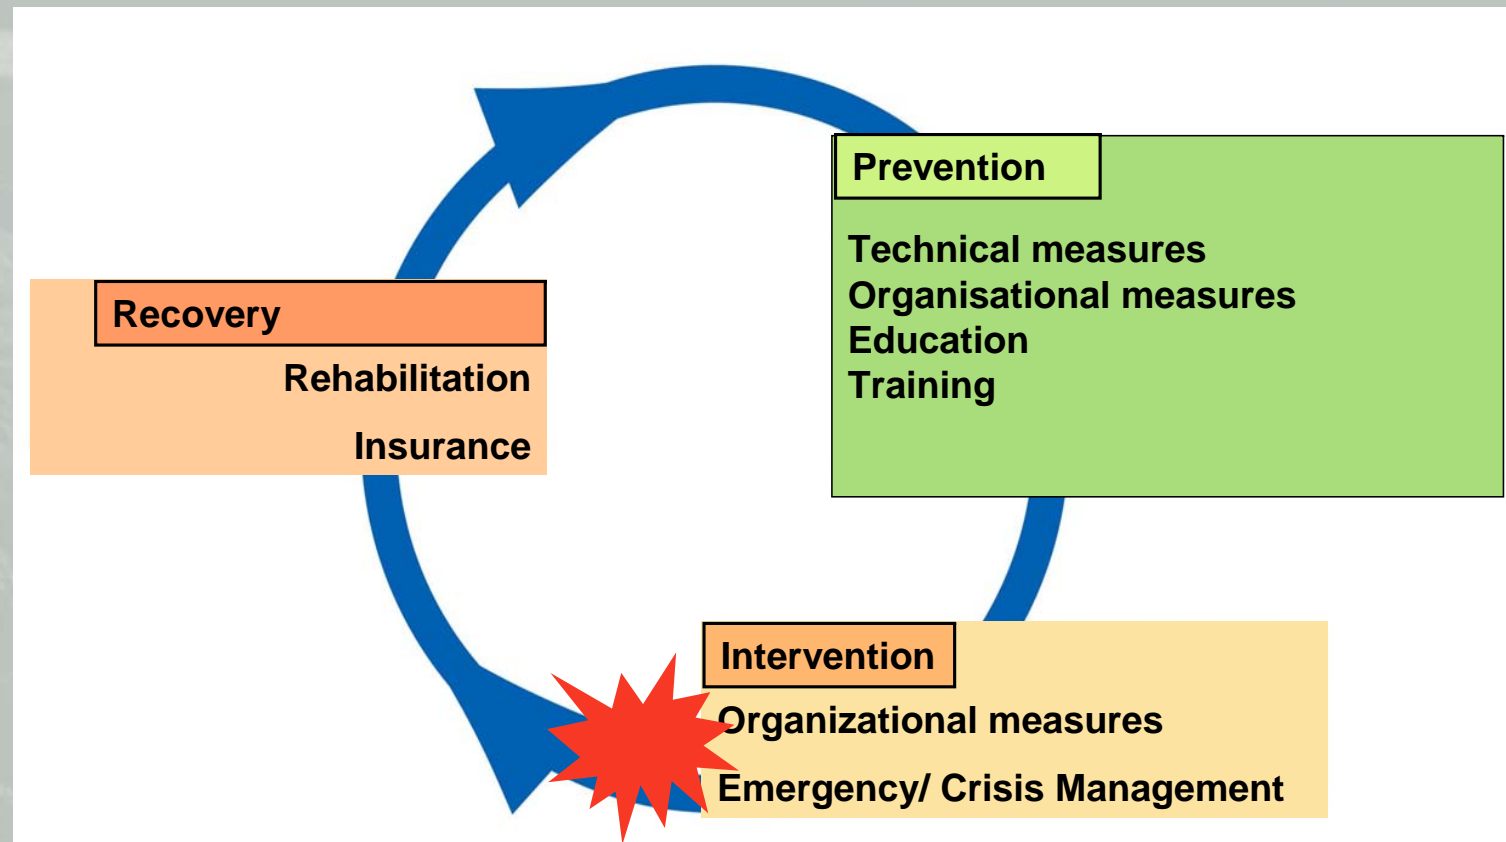 Prevention
Technical measures
Organisational measures
Education
Training
Recovery
Rehabilitation
Insurance
Intervention
Organizational measures
Emergency/ Crisis Management